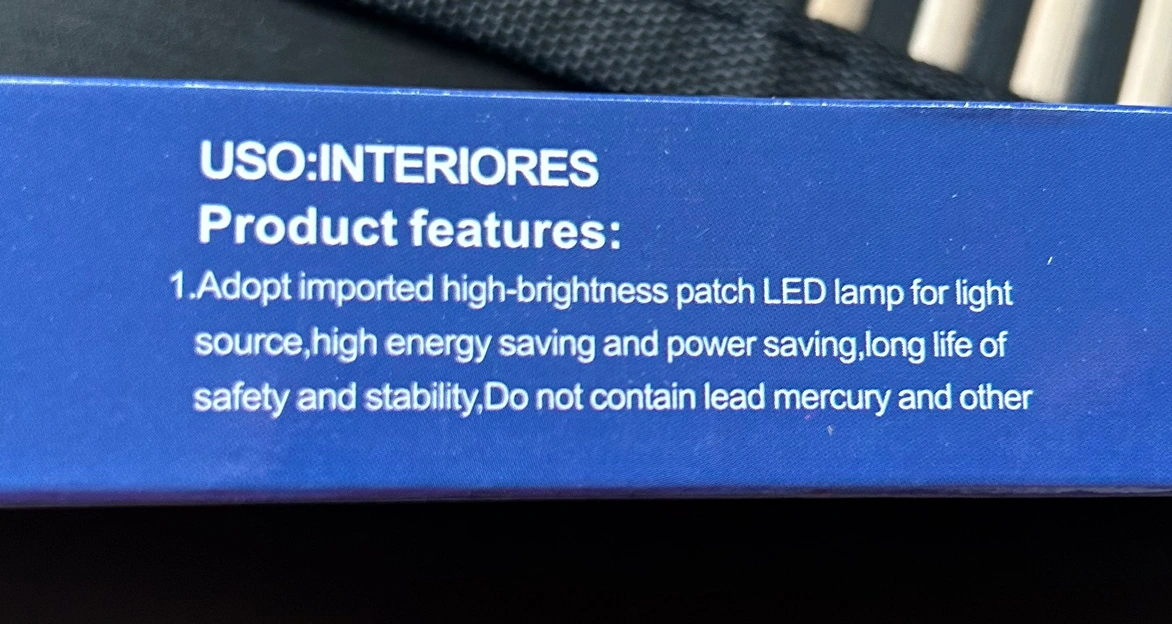 USO:INTERIORES
Product features:
1.Adopt imported high-brightness patch LED lamp for light
source,high energy saving and power saving,long life of
safety and stability,Do not contain lead mercury and other